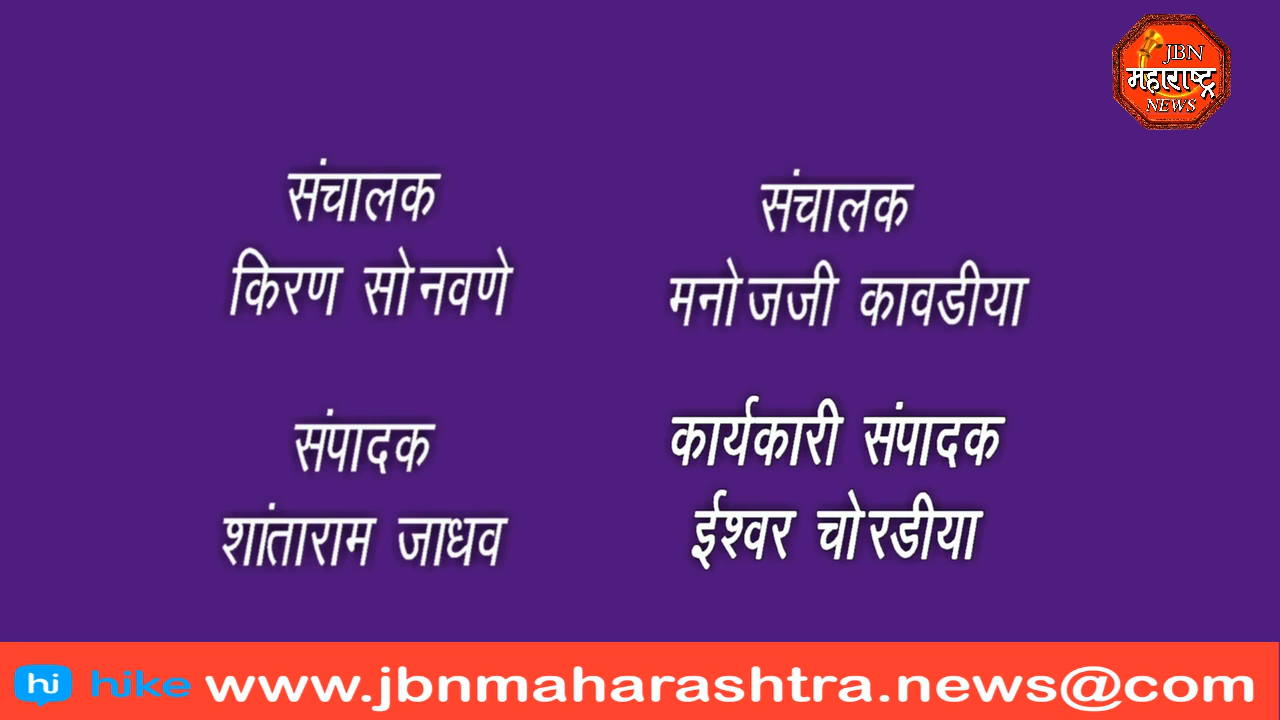 JBN
महाराष्ट्र
NEWS
संचालक
किरण सोनवणे
संचालक
मनोजजी कावडीया
संपादक
शांताराम जाधव
कार्यकारी संपादक
ईश्वर चोरडीया
hi hike www.jbnmaharashtra.news@com